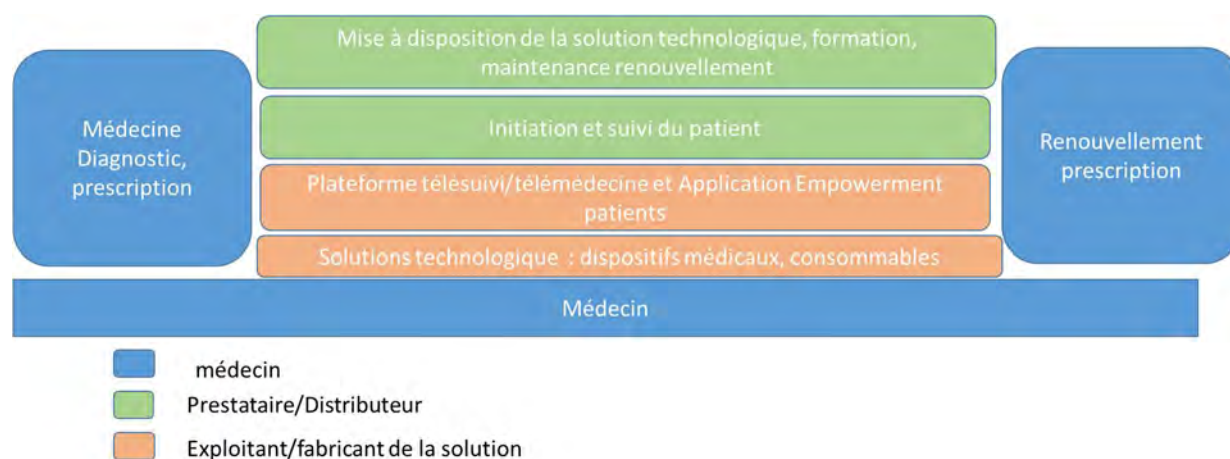 Mise à disposition de la solution technologique, formation,
maintenance renouvellement
Médecine
Diagnostic,
prescription
Initiation et suivi du patient
Renouvellement
prescription
Plateforme télésuivi/télémédecine et Application Empowerment
patients
Solutions technologique : dispositifs médicaux, consommables
Médecin
médecin
Prestataire/Distributeur
Exploitant/fabricant de la solution